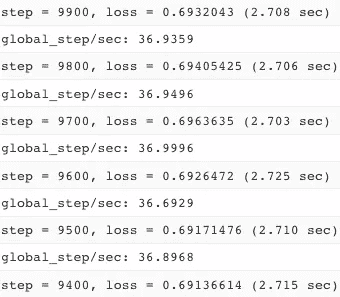 step = 9900, loss = 0.6932043 (2.708 sec)
global_step/sec: 36.9359
step = 9800, loss = 0.69405425 (2.706 sec)
global_step/sec: 36.9496
step = 9700, loss = 0.6963635 (2.703 sec)
global_step/sec: 36.9996
step = 9600, loss = 0.6926472 (2.725 sec)
global_step/sec: 36.6929
step = 9500, loss = 0.69171476 (2.710 sec)
global_step/sec: 36.8968
step = 9400, loss = 0.69136614 (2.715 sec)